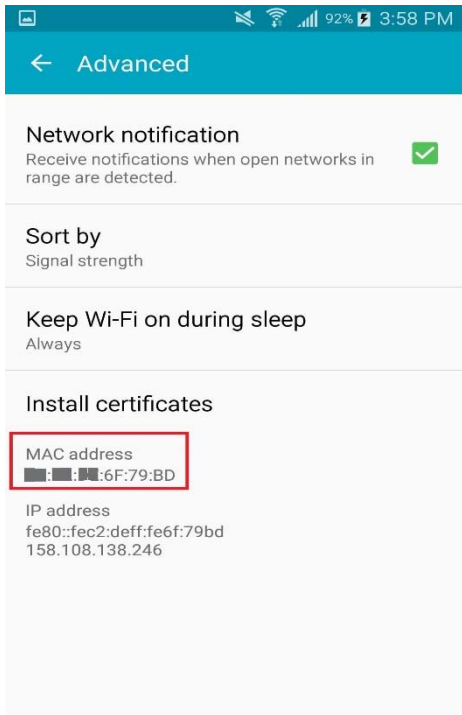 92% 3:58 PM
Advanced
Network notification
Receive notifications when open networks in
range are detected.
Sort by
Signal strength
Keep Wi-Fi on during sleep
Always
Install certificates
MAC address
:6F:79:BD
IP address
fe80::fec2:deff:fe6f:79bd
158.108.138.246